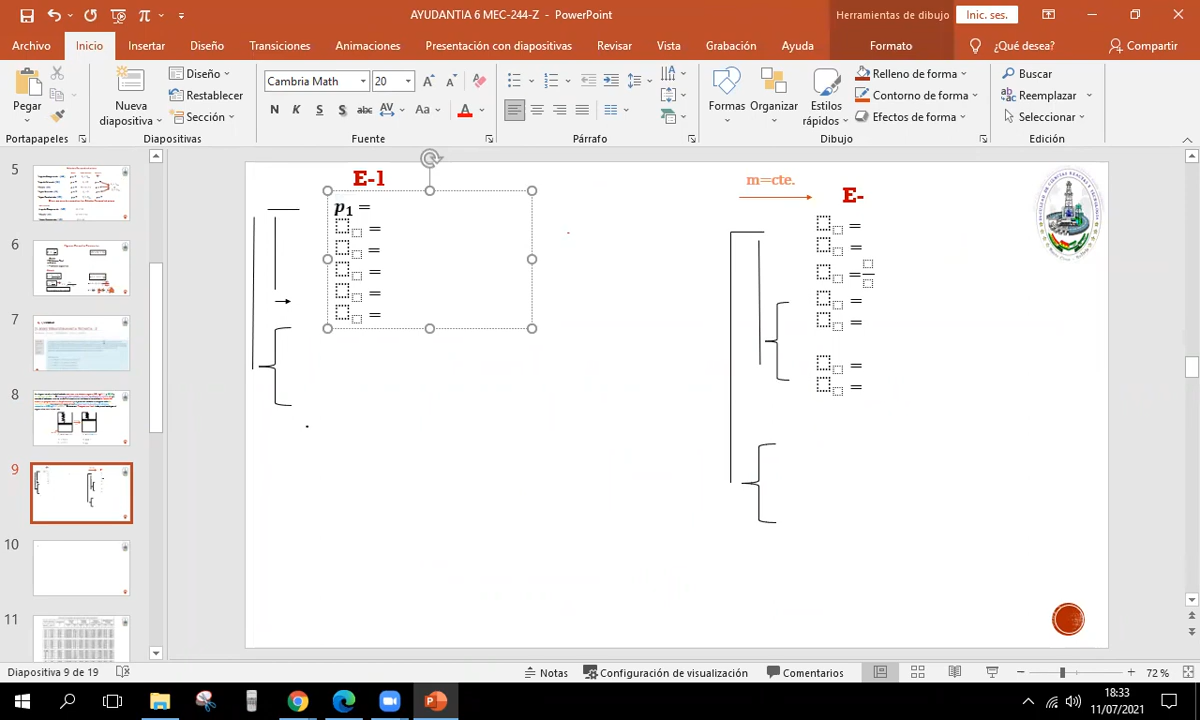 AYUDANTIA 6 MEC-244-Z - PowerPoint
Herramientas de dibujo
Inic. ses.
Archivo
Inicio
Insertar
Diseño
Transiciones
Animaciones
Presentación con diapositivas
Revisar
Vista
Grabación
Ayuda
Formato
¿Qué desea?
Compartir
Pegar
Nueva diapositiva
Diseño
Restablecer
Sección
Cambria Math
20
N K S S abc AV Aa A
Formas
Organizar
Estilos rápidos
Relleno de forma
Contorno de forma
Efectos de forma
Buscar
Reemplazar
Seleccionar
Portapapeles
Diapositivas
Fuente
Párrafo
Dibujo
Edición
5
6
7
8
9
10
11
E-1
p1 =
=
=
=
=
=
m=cte.
E-
=
=
=
=
=
=
=
Diapositiva 9 de 19
Notas
Configuración de visualización
Comentarios
72 %
18:33
11/07/2021